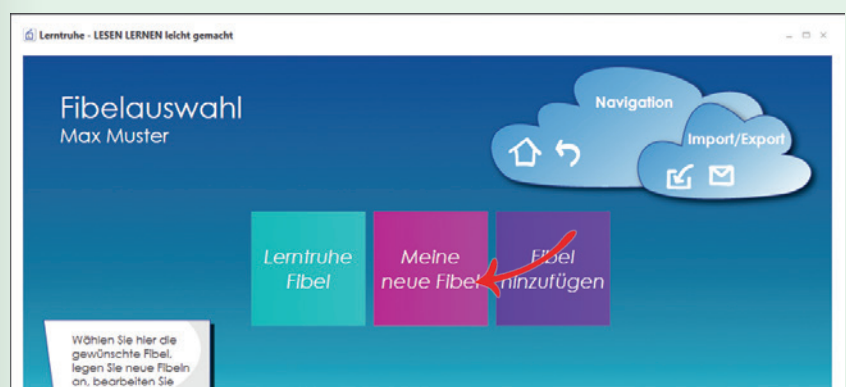 Lerntruhe - LESEN LERNEN leicht gemacht
Fibelauswahl
Max Muster
Navigation
Import/Export
Lerntruhe
Fibel
Meine
neue Fibel
Fibel
hinzufügen
Wählen Sie hier die
gewünschte Fibel,
legen Sie neue Fibeln
an, bearbeiten Sie